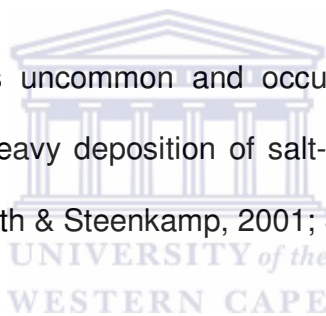 s uncommon and occu
eavy deposition of salt-
th & Steenkamp, 2001;
UNIVERSITY of the
WESTERN CAPE